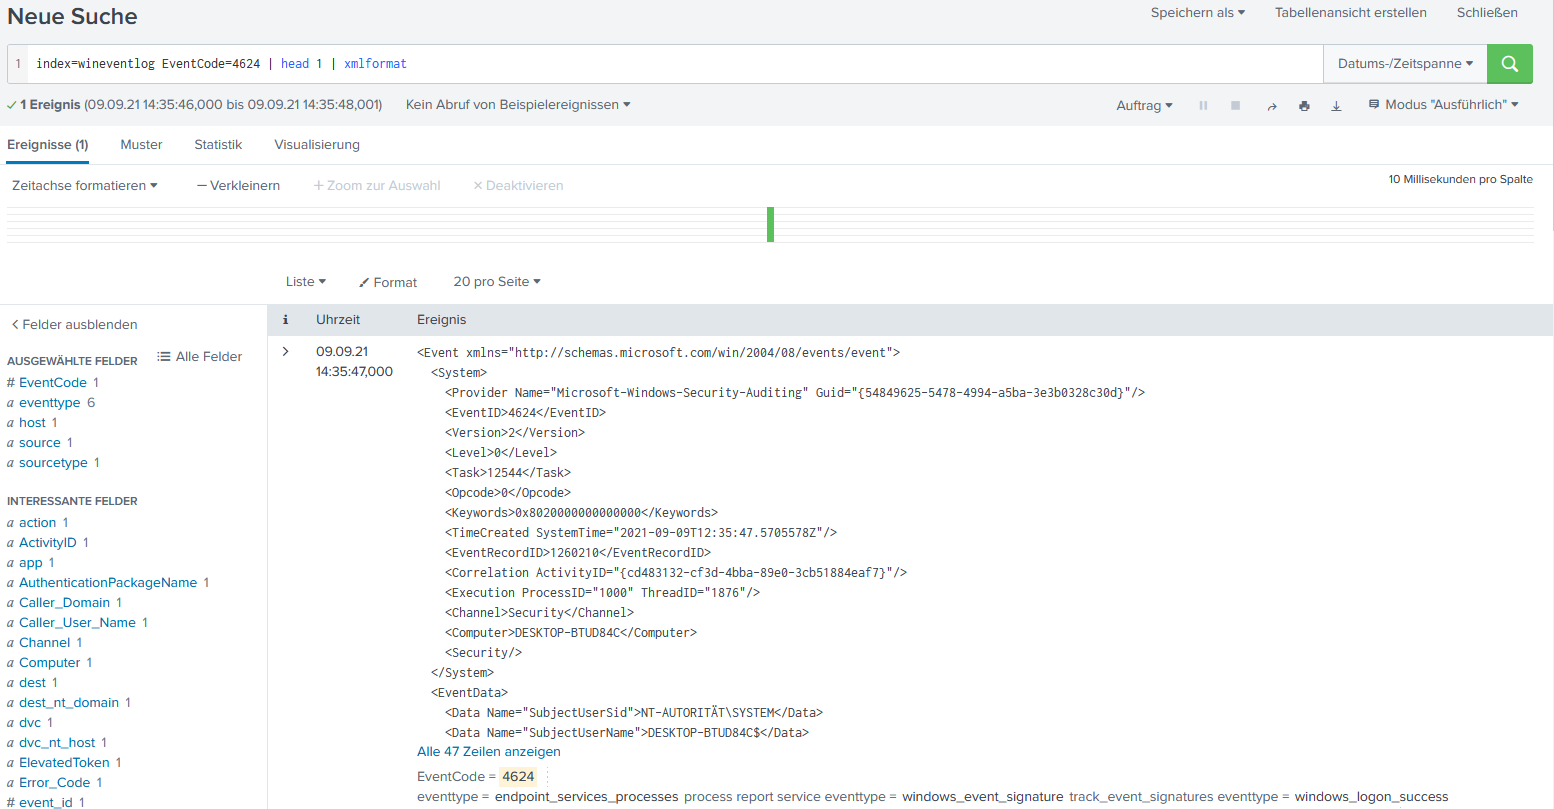 Neue Suche
Speichern als Tabellenansicht erstellen Schließen
1 index=wineventlog EventCode=4624 | head 1 | xmlformat
Datums-/Zeitspanne
1 Ereignis (09.09.21 14:35:46,000 bis 09.09.21 14:35:48,001) Kein Abruf von Beispielereignissen
Auftrag Modus "Ausführlich"
Ereignisse (1) Muster Statistik Visualisierung
Zeitachse formatieren — Verkleinern + Zoom zur Auswahl × Deaktivieren
10 Millisekunden pro Spalte
Liste Format 20 pro Seite
< Felder ausblenden
AUSGEWÄHLTE FELDER Alle Felder
# EventCode 1
a eventtype 6
a host 1
a source 1
a sourcetype 1
INTERESSANTE FELDER
a action 1
a ActivityID 1
a app 1
a AuthenticationPackageName 1
a Caller_Domain 1
a Caller_User_Name 1
a Channel 1
a Computer 1
a dest 1
a dest_nt_domain 1
a dvc 1
a dvc_nt_host 1
a ElevatedToken 1
a Error_Code 1
# event_id 1
i Uhrzeit Ereignis
> 09.09.21
14:35:47,000
<Event xmlns="http://schemas.microsoft.com/win/2004/08/events/event">
<System>
<Provider Name="Microsoft-Windows-Security-Auditing" Guid="{54849625-5478-4994-a5ba-3e3b0328c30d}"/>
<EventID>4624</EventID>
<Version>2</Version>
<Level>0</Level>
<Task>12544</Task>
<Opcode>0</Opcode>
<Keywords>0x8020000000000000</Keywords>
<TimeCreated SystemTime="2021-09-09T12:35:47.5705578Z"/>
<EventRecordID>1260210</EventRecordID>
<Correlation ActivityID="{cd483132-cf3d-4bba-89e0-3cb51884eaf7}"/>
<Execution ProcessID="1000" ThreadID="1876"/>
<Channel>Security</Channel>
<Computer>DESKTOP-BTUD84C</Computer>
<Security/>
</System>
<EventData>
<Data Name="SubjectUserSid">NT-AUTORITÄT\SYSTEM</Data>
<Data Name="SubjectUserName">DESKTOP-BTUD84C$</Data>
Alle 47 Zeilen anzeigen
EventCode = 4624
eventtype = endpoint_services_processes process report service eventtype = windows_event_signature track_event_signatures eventtype = windows_logon_success